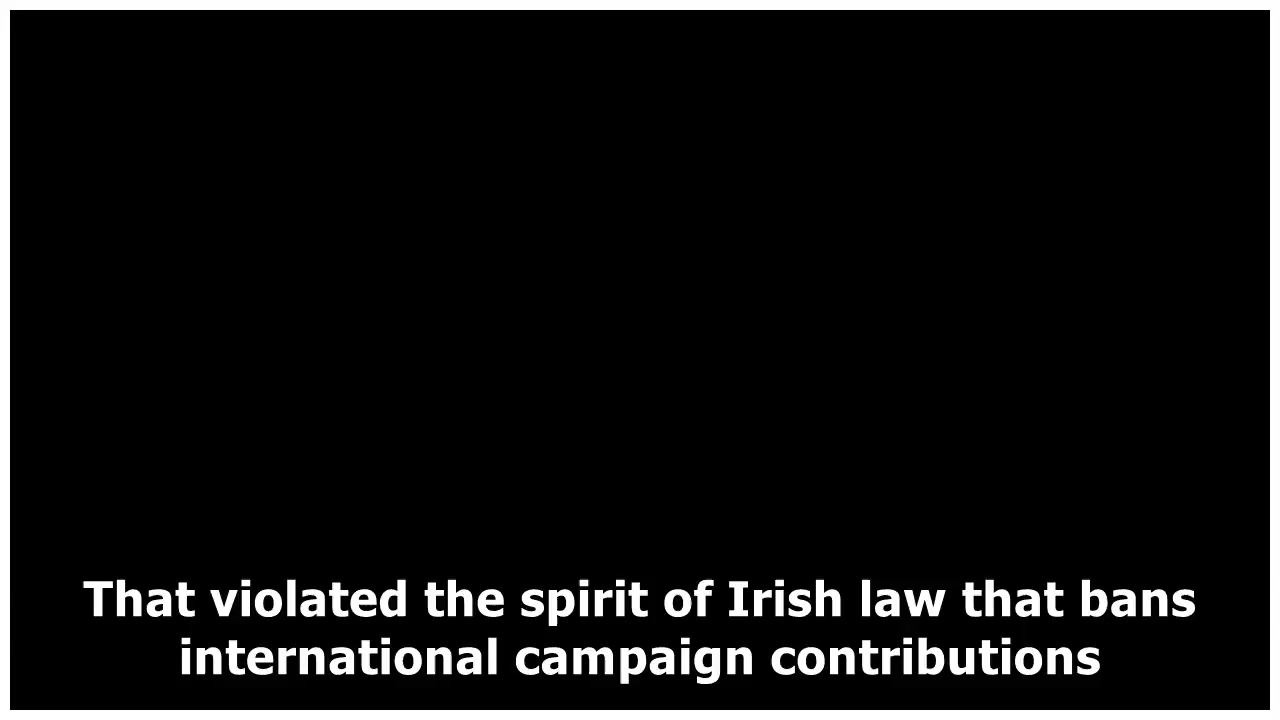 That violated the spirit of Irish law that bans
international campaign contributions